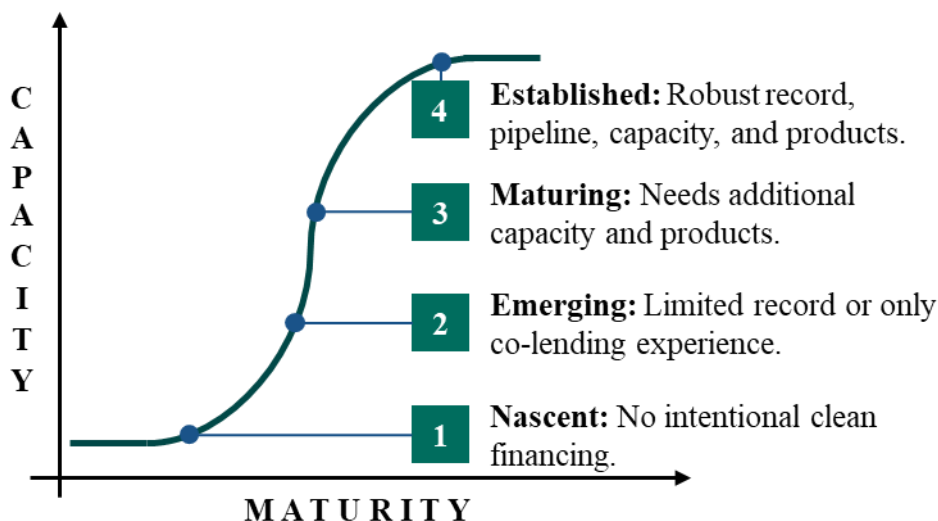 CAPACITY
4
Established: Robust record,
pipeline, capacity, and products.
3
Maturing: Needs additional
capacity and products.
2
Emerging: Limited record or only
co-lending experience.
1
Nascent: No intentional clean
financing.
MATURITY